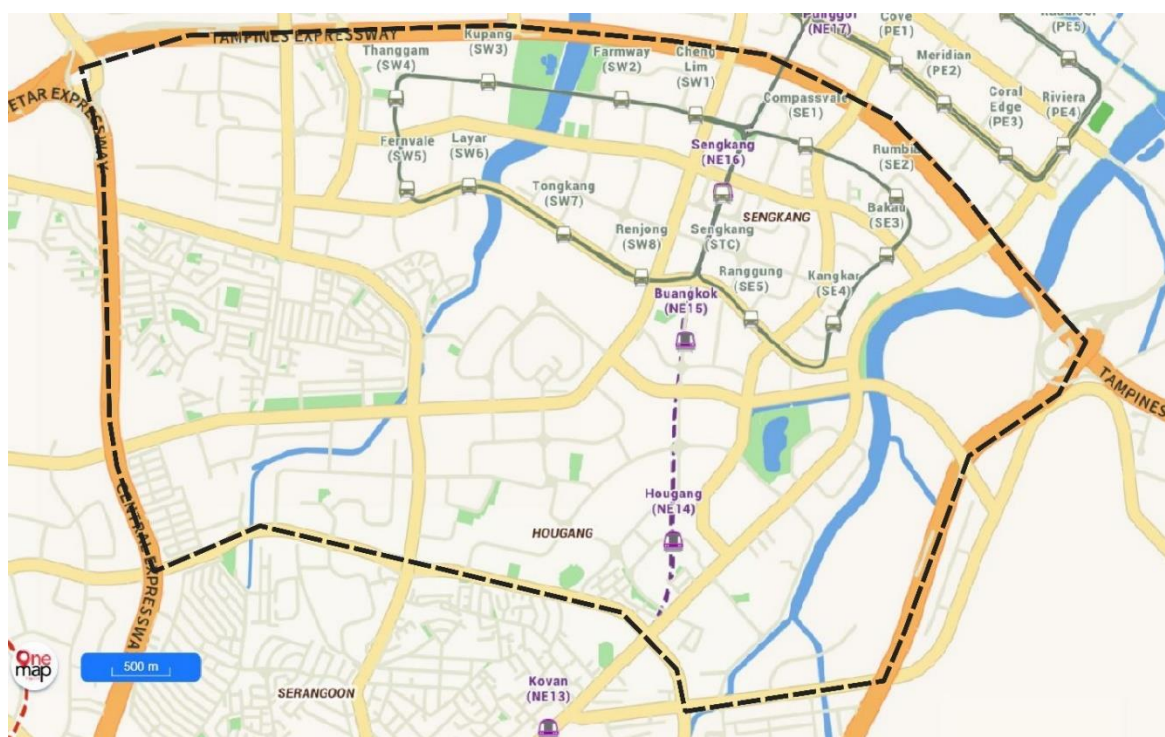 Punggol
(NE17)
Cove
(PE1)
Kadaloor
(PE5)
TAMPINES EXPRESSWAY
Kupang
(SW3)
Thanggam
(SW4)
Farmway
(SW2)
Cheng
Lim
(SW1)
Meridian
(PE2)
Coral
Edge
(PE3)
Riviera
(PE4)
ETAR EXPRESSWAY
Compassvale
(SE1)
Fernvale
(SW5)
Layar
(SW6)
Sengkang
(NE16)
Rumbia
(SE2)
Tongkang
(SW7)
SENGKANG
Bakau
(SE3)
Renjong
(SW8)
Sengkang
(STC)
Ranggung
(SE5)
Kangkar
(SE4)
Buangkok
(NE15)
TAMPINES
CENTRAL EXPRESSWA
Hougang
(NE14)
HOUGANG
One
map
500 m
SERANGOON
Kovan
(NE13)